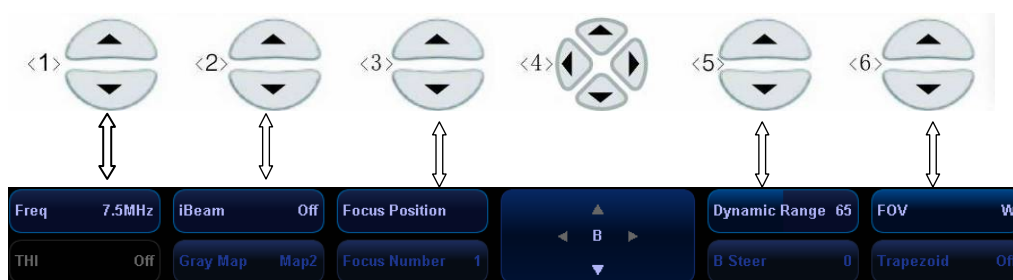 <1> <2> <3> <4> <5> <6>
Freq 7.5MHz iBeam Off Focus Position Dynamic Range 65 FOV W
B
THI Off Gray Map Map2 Focus Number 1 B Steer 0 Trapezoid Of